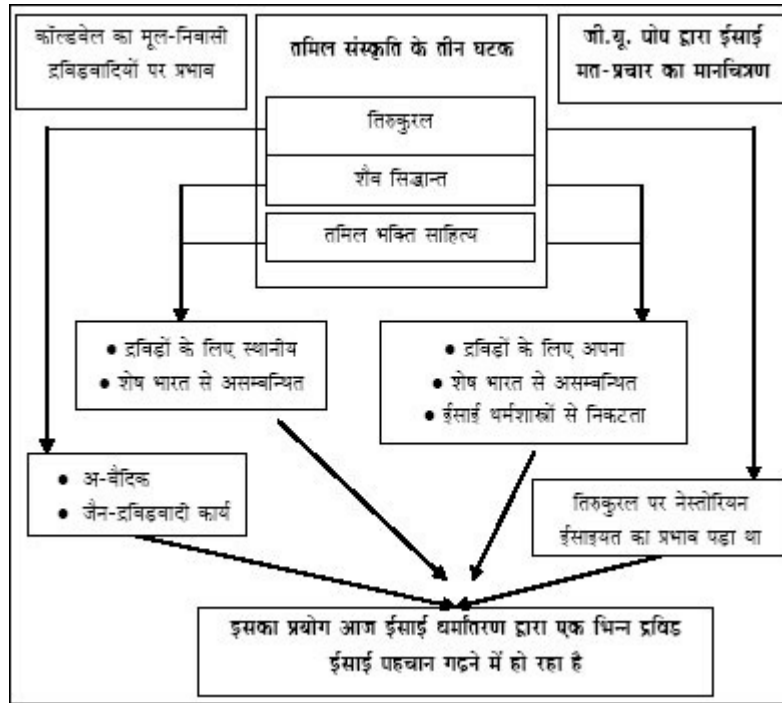 कॉल्डवेल का मूल-निवासी
द्रविड़वादियों पर प्रभाव
तमिल संस्कृति के तीन घटक
जी.यू. पोप द्वारा ईसाई
मत-प्रचार का मानचित्रण
तिरुकुरल
शैव सिद्धान्त
तमिल भक्ति साहित्य
● द्रविड़ों के लिए स्थानीय
● शेष भारत से असम्बन्धित
● द्रविड़ों के लिए अपना
● शेष भारत से असम्बन्धित
● ईसाई धर्मशास्त्रों से निकटता
● अ-वैदिक
● जैन-द्रविड़वादी कार्य
तिरुकुरल पर नेस्तोरियन
ईसाइयत का प्रभाव पड़ा था
इसका प्रयोग आज ईसाई धर्मांतरण द्वारा एक भिन्न द्रविड़
ईसाई पहचान गढ़ने में हो रहा है